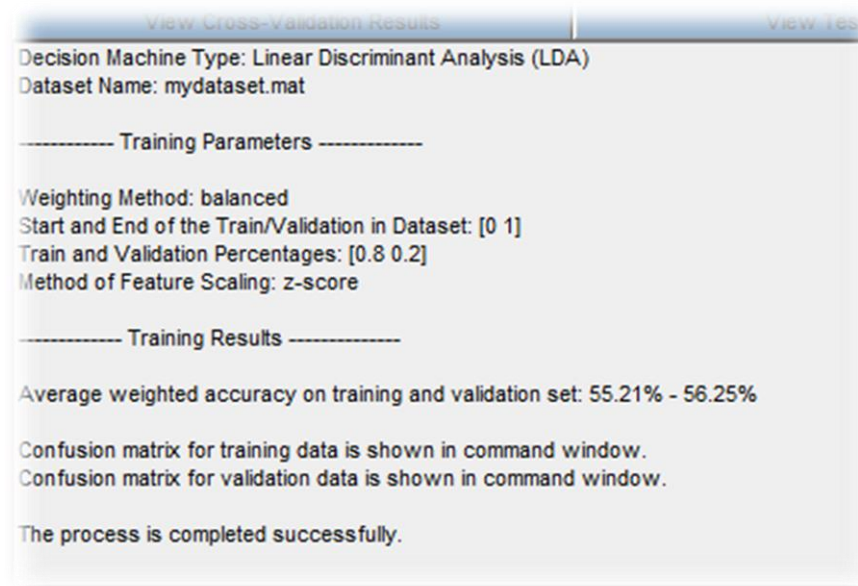 View Cross-Validation Results View Tes
Decision Machine Type: Linear Discriminant Analysis (LDA)
Dataset Name: mydataset.mat
------------ Training Parameters -------------
Weighting Method: balanced
Start and End of the Train/Validation in Dataset: [0 1]
Train and Validation Percentages: [0.8 0.2]
Method of Feature Scaling: z-score
------------- Training Results --------------
Average weighted accuracy on training and validation set: 55.21% - 56.25%
Confusion matrix for training data is shown in command window.
Confusion matrix for validation data is shown in command window.
The process is completed successfully.